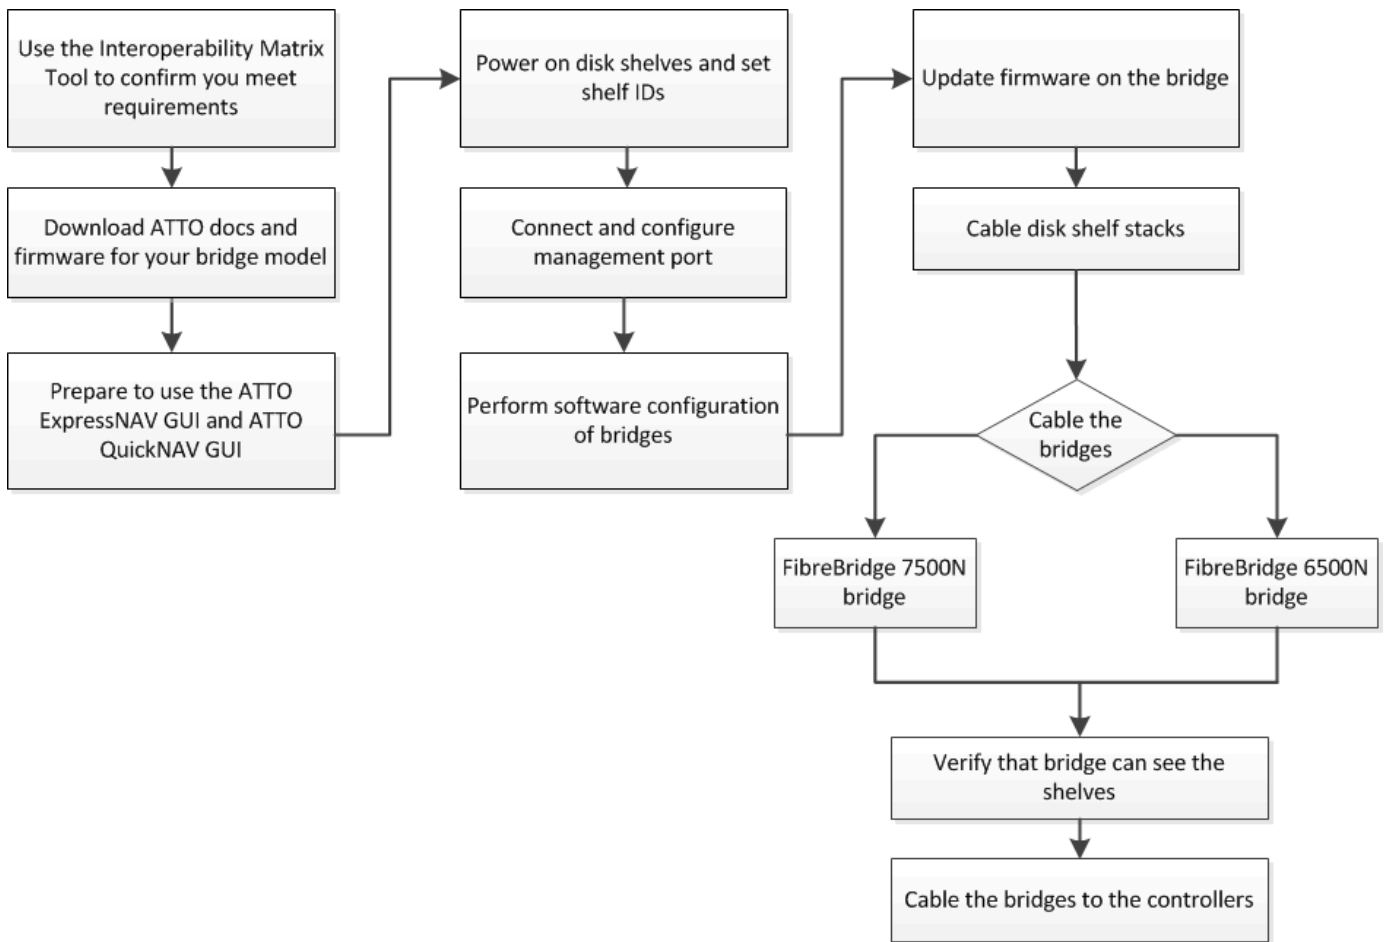 Use the Interoperability Matrix
Tool to confirm you meet
requirements
Download ATTO docs and
firmware for your bridge model
Prepare to use the ATTO
ExpressNAV GUI and ATTO
QuickNAV GUI
Power on disk shelves and set
shelf IDs
Connect and configure
management port
Perform software configuration
of bridges
Update firmware on the bridge
Cable disk shelf stacks
Cable the
bridges
FibreBridge 7500N
bridge
FibreBridge 6500N
bridge
Verify that bridge can see the
shelves
Cable the bridges to the controllers